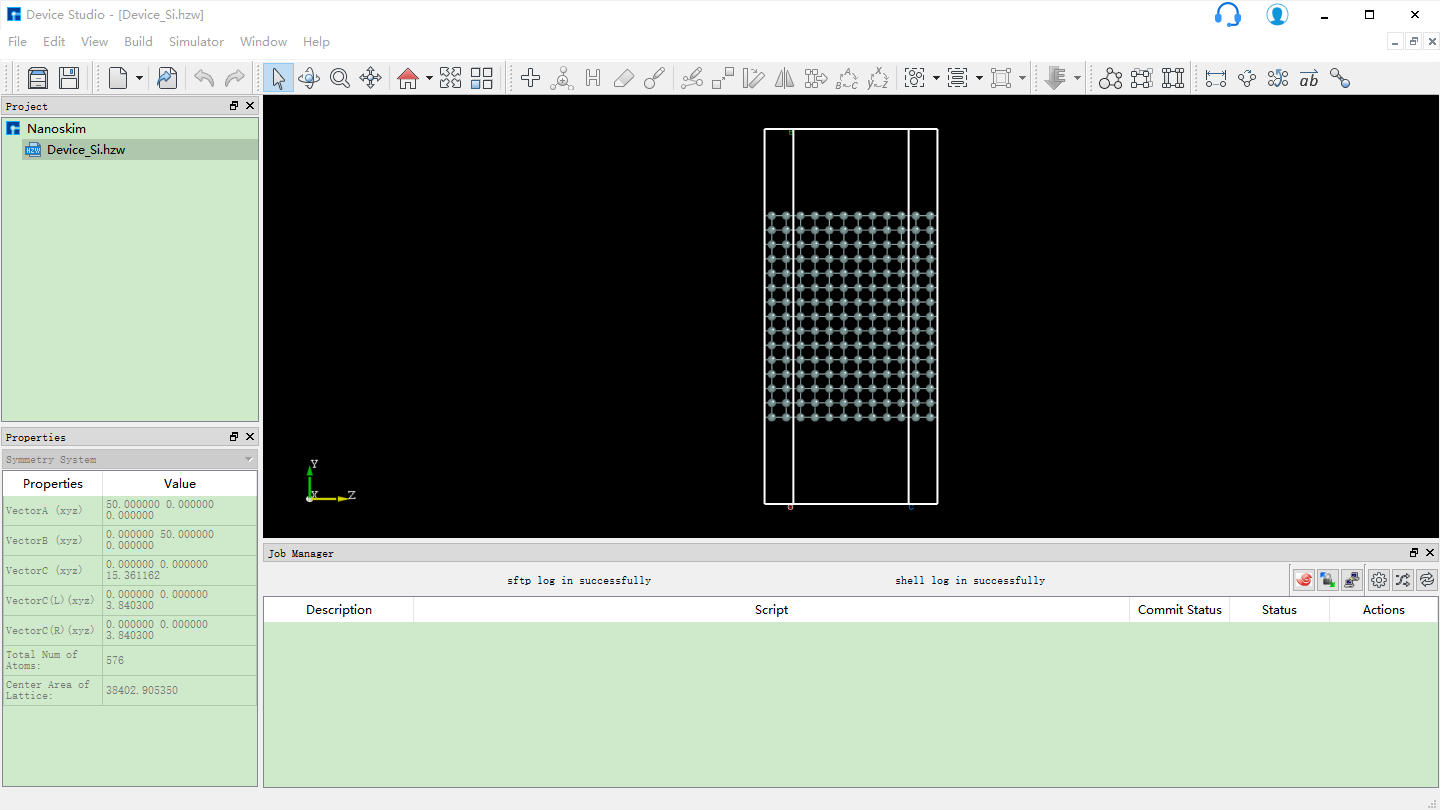 Device Studio - [Device_Si.hzw]
File Edit View Build Simulator Window Help
Project
Nanoskim
Device_Si.hzw
Properties
Symmetry System
Properties Value
VectorA (xyz) 50.000000 0.000000
0.000000
VectorB (xyz) 0.000000 50.000000
0.000000
VectorC (xyz) 0.000000 0.000000
15.361162
VectorC(L)(xyz) 0.000000 0.000000
3.840300
VectorC(R)(xyz) 0.000000 0.000000
3.840300
Total Num of
Atoms: 576
Center Area of
Lattice: 38402.905350
Y
X Z
C
Job Manager
sftp log in successfully shell log in successfully
Description Script Commit Status Status Actions